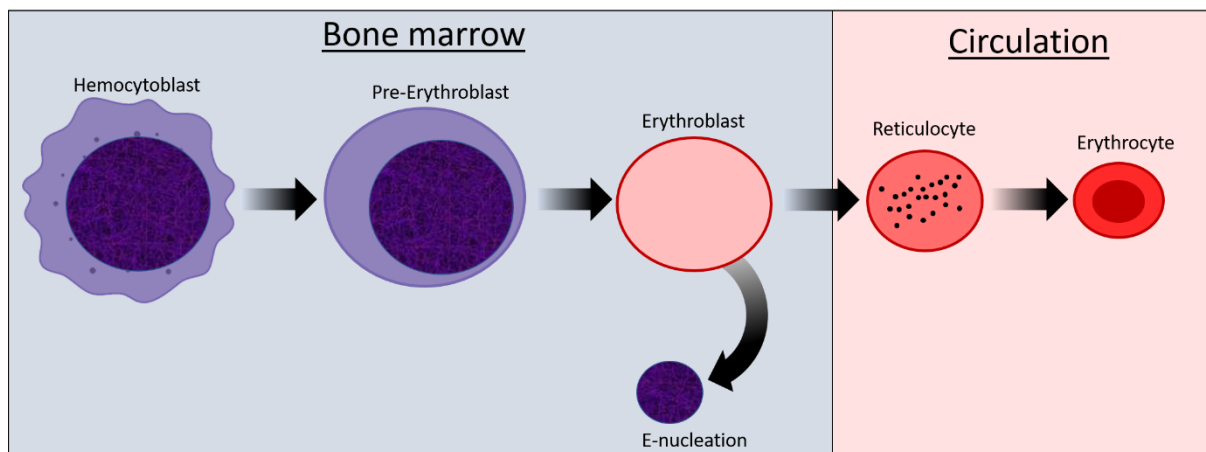 Bone marrow
Circulation
Hemocytoblast
Pre-Erythroblast
Erythroblast
Reticulocyte
Erythrocyte
E-nucleation